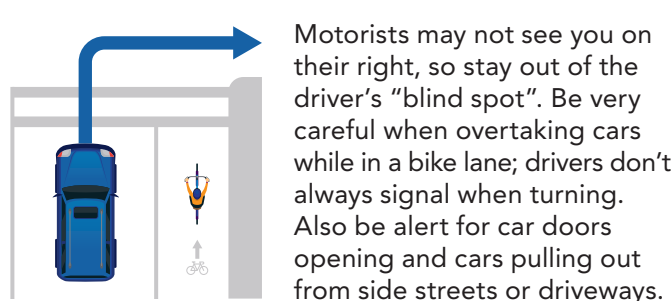 Motorists may not see you on
their right, so stay out of the
driver’s “blind spot”. Be very
careful when overtaking cars
while in a bike lane; drivers don’t
always signal when turning.
Also be alert for car doors
opening and cars pulling out
from side streets or driveways.